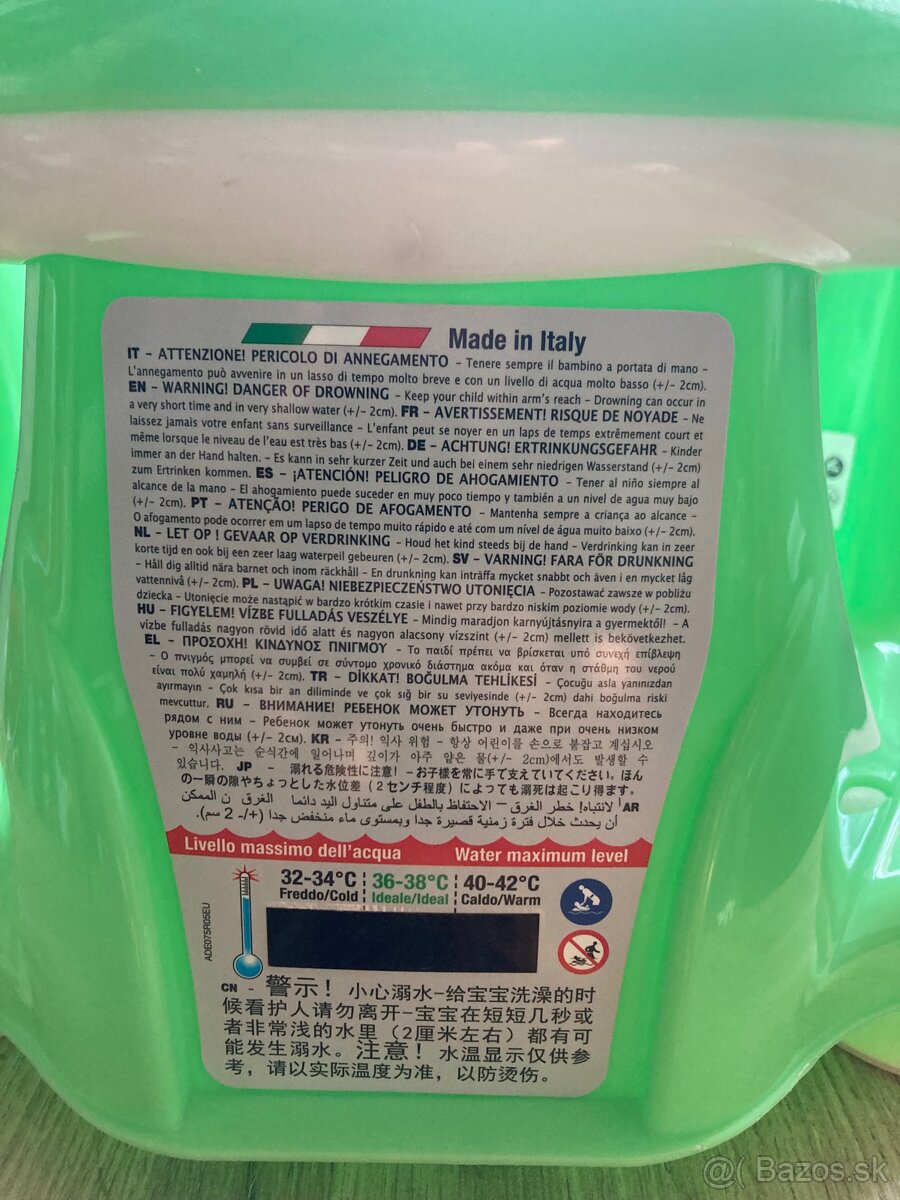 Made in Italy
IT - ATTENZIONE! PERICOLO DI ANNEGAMENTO - Tenere sempre il bambino a portata di mano -
L'annegamento può avvenire in un lasso di tempo molto breve e con un livello di acqua molto basso (+/- 2cm).
EN - WARNING! DANGER OF DROWNING - Keep your child within arm's reach - Drowning can occur in
a very short time and in very shallow water (+/- 2cm). FR - AVERTISSEMENT! RISQUE DE NOYADE - Ne
laissez jamais votre enfant sans surveillance - L'enfant peut se noyer en un laps de temps extrêmement court et
même lorsque le niveau de l'eau est très bas (+/- 2cm). DE - ACHTUNG! ERTRINKUNGSGEFAHR - Kinder
immer an der Hand halten. - Es kann in sehr kurzer Zeit und auch bei einem sehr niedrigen Wasserstand (+/- 2cm)
zum Ertrinken kommen. ES - ¡ATENCIÓN! PELIGRO DE AHOGAMIENTO - Tener al niño siempre al
alcance de la mano - El ahogamiento puede suceder en muy poco tiempo y también a un nivel de agua muy bajo
(+/- 2cm). PT - ATENÇÃO! PERIGO DE AFOGAMENTO - Mantenha sempre a criança ao alcance -
O afogamento pode ocorrer em um lapso de tempo muito rápido e até com um nível de água muito baixo (+/- 2cm).
NL - LET OP ! GEVAAR OP VERDRINKING - Houd het kind steeds bij de hand - Verdrinking kan in zeer
korte tijd en ook bij een zeer laag waterpeil gebeuren (+/- 2cm). SV - VARNING! FARA FÖR DRUNKNING
- Håll dig alltid nära barnet och inom räckhåll - En drunkning kan inträffa mycket snabbt och även i en mycket låg
vattennivå (+/- 2cm). PL - UWAGA! NIEBEZPIECZEŃSTWO UTONIĘCIA - Pozostawać zawsze w pobliżu
dziecka - Utonięcie może nastąpić w bardzo krótkim czasie i nawet przy bardzo niskim poziomie wody (+/- 2cm).
HU - FIGYELEM! VÍZBE FULLADÁS VESZÉLYE - Mindig maradjon karnyújtásnyira a gyermektől! - A
vízbe fulladás nagyon rövid idő alatt és nagyon alacsony vízszint (+/- 2cm) mellett is bekövetkezhet.
EL - ΠΡΟΣΟΧΗ! ΚΙΝΔΥΝΟΣ ΠΝΙΓΜΟΥ - Το παιδί πρέπει να βρίσκεται υπό συνεχή επίβλεψη
- Ο πνιγμός μπορεί να συμβεί σε σύντομο χρονικό διάστημα ακόμα και όταν η στάθμη του νερού
είναι πολύ χαμηλή (+/- 2cm). TR - DİKKAT! BOĞULMA TEHLİKESİ - Çocuğu asla yanınızdan
ayırmayın - Çok kısa bir an diliminde ve çok sığ bir su seviyesinde (+/- 2cm) dahi boğulma riski
mevcuttur. RU - ВНИМАНИЕ! РЕБЕНОК МОЖЕТ УТОНУТЬ - Всегда находитесь
рядом с ним - Ребенок может утонуть очень быстро и даже при очень низком
уровне воды (+/- 2см). KR - 주의! 익사 위험 - 항상 어린이를 손으로 붙잡고 계십시오
- 익사사고는 순식간에 일어나며 깊이가 아주 얕은 물(+/- 2cm)에서도 발생할 수
있습니다. JP - 溺れる危険性に注意! - お子様を常に手で支えていてください。ほん
の一瞬の隙やちょっとした水位差(2センチ程度)によっても溺死は起こり得ます。
AR لانتباه! خطر الغرق – الاحتفاظ بالطفل على متناول اليد دائما الغرق ن الممكن
أن يحدث خلال فترة زمنية قصيرة جدا وبمستوى ماء منخفض جدا (+/- 2 سم).
Livello massimo dell'acqua Water maximum level
32-34°C 36-38°C 40-42°C
Freddo/Cold Ideale/Ideal Caldo/Warm
ADE075R05EU
CN - 警示! 小心溺水-给宝宝洗澡的时
候看护人请勿离开-宝宝在短短几秒或
者非常浅的水里(2厘米左右)都有可
能发生溺水。注意! 水温显示仅供参
考,请以实际温度为准,以防烫伤。
@( Bazos.sk